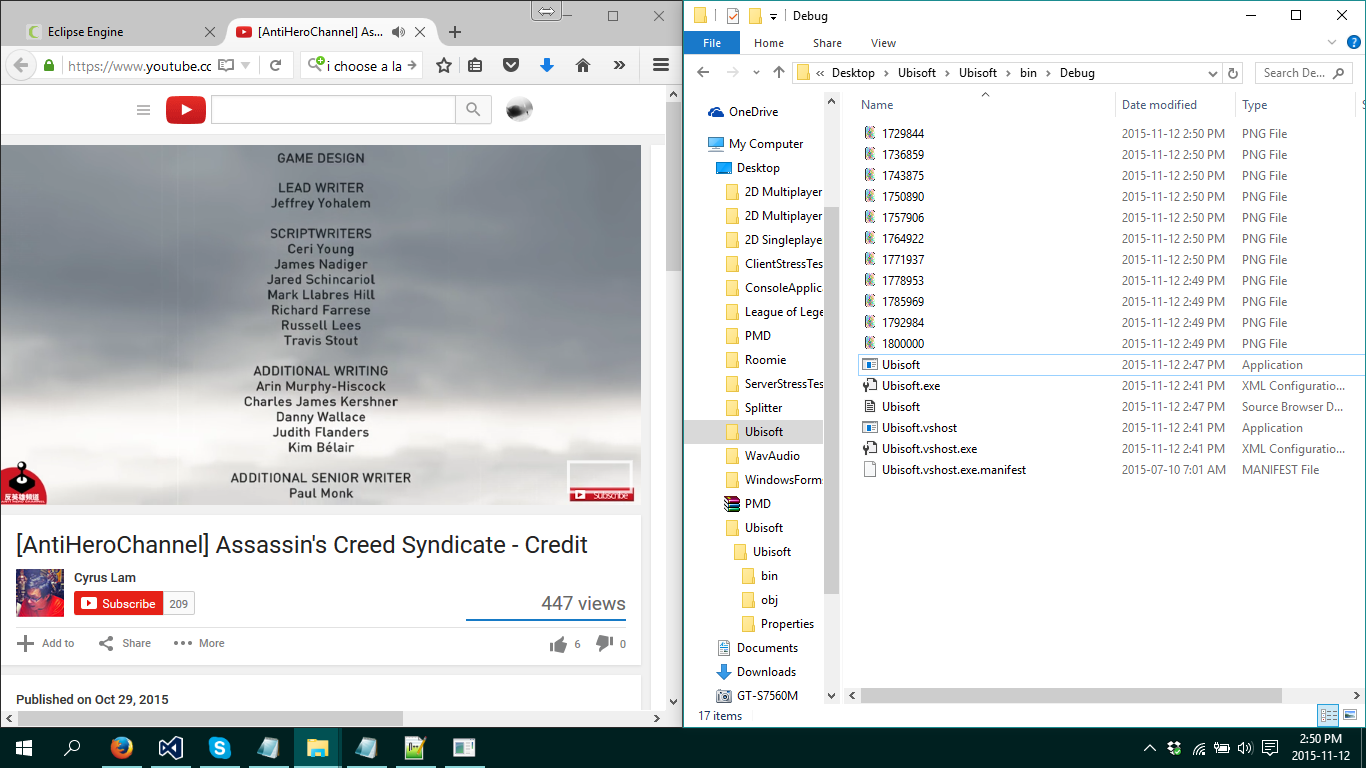 Eclipse Engine
[AntiHeroChannel] As...
https://www.youtube.co
i choose a la
GAME DESIGN
LEAD WRITER
Jeffrey Yohalem
SCRIPTWRITERS
Ceri Young
James Nadiger
Jared Schincariol
Mark Llabres Hill
Richard Farrese
Russell Lees
Travis Stout
ADDITIONAL WRITING
Arin Murphy-Hiscock
Charles James Kershner
Danny Wallace
Judith Flanders
Kim Bélair
ADDITIONAL SENIOR WRITER
Paul Monk
反英雄頻道
Subscribe
[AntiHeroChannel] Assassin's Creed Syndicate - Credit
Cyrus Lam
Subscribe 209
447 views
Add to Share More 6 0
Published on Oct 29, 2015
Debug
File Home Share View
« Desktop Ubisoft Ubisoft bin Debug
Search De...
OneDrive
My Computer
Desktop
2D Multiplayer
2D Multiplayer
2D Singleplaye
ClientStressTes
ConsoleApplic
League of Lege
PMD
Roomie
ServerStressTes
Splitter
Ubisoft
WavAudio
WindowsForm
PMD
Ubisoft
Ubisoft
bin
obj
Properties
Documents
Downloads
GT-S7560M
Name Date modified Type S
1729844 2015-11-12 2:50 PM PNG File
1736859 2015-11-12 2:50 PM PNG File
1743875 2015-11-12 2:50 PM PNG File
1750890 2015-11-12 2:50 PM PNG File
1757906 2015-11-12 2:50 PM PNG File
1764922 2015-11-12 2:50 PM PNG File
1771937 2015-11-12 2:50 PM PNG File
1778953 2015-11-12 2:49 PM PNG File
1785969 2015-11-12 2:49 PM PNG File
1792984 2015-11-12 2:49 PM PNG File
1800000 2015-11-12 2:49 PM PNG File
Ubisoft 2015-11-12 2:47 PM Application
Ubisoft.exe 2015-11-12 2:41 PM XML Configuratio...
Ubisoft 2015-11-12 2:47 PM Source Browser D...
Ubisoft.vshost 2015-11-12 2:41 PM Application
Ubisoft.vshost.exe 2015-11-12 2:41 PM XML Configuratio...
Ubisoft.vshost.exe.manifest 2015-07-10 7:01 AM MANIFEST File
17 items
2:50 PM
2015-11-12